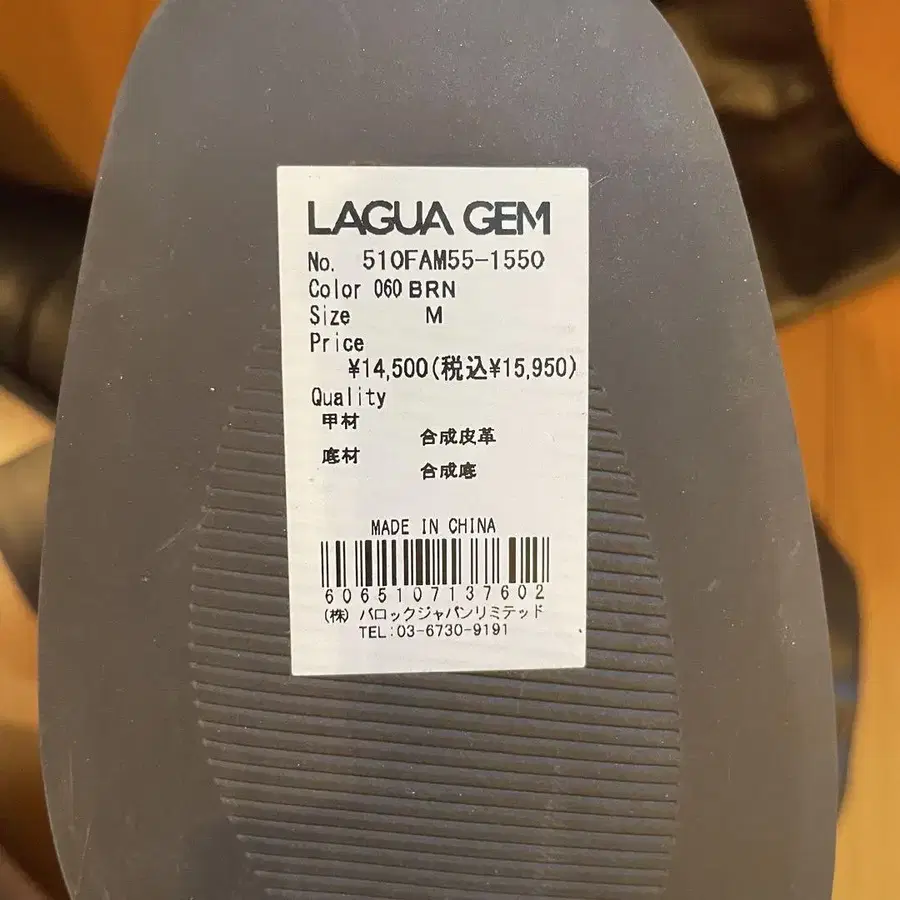 LAGUA GEM
No. 510FAM55-1550
Color 060 BRN
Size M
Price
¥14,500(税込¥15,950)
Quality
甲材
合成皮革
底材
合成底
MADE IN CHINA
6065107137602
(株) バロックジャパンリミテッド
TEL:03-6730-9191